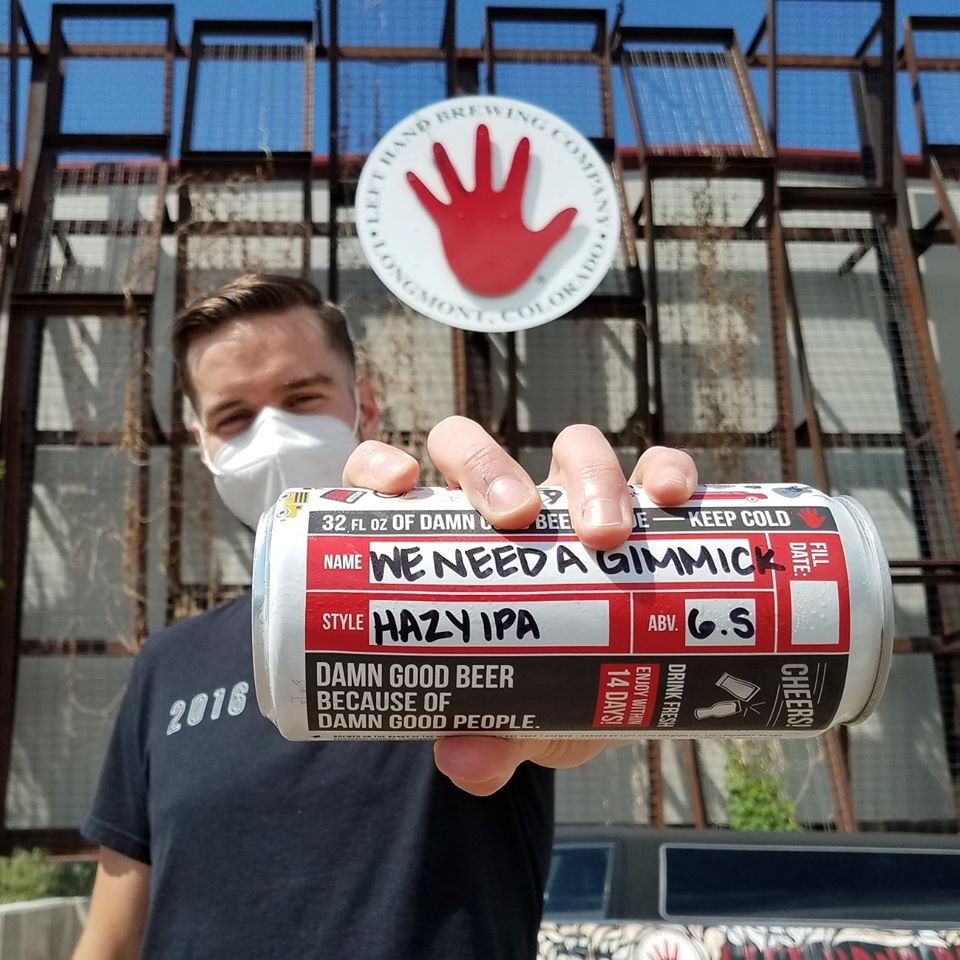 LEFT HAND BREWING COMPANY
• LONGMONT, COLORADO •
2016
32 FL OZ OF DAMN BEER — KEEP COLD
NAME WE NEED A GIMMICK
FILL DATE:
STYLE HAZY IPA
ABV. 6.5
DAMN GOOD BEER
BECAUSE OF
DAMN GOOD PEOPLE.
ENJOY WITHIN
14 DAYS!
DRINK FRESH
CHEERS!